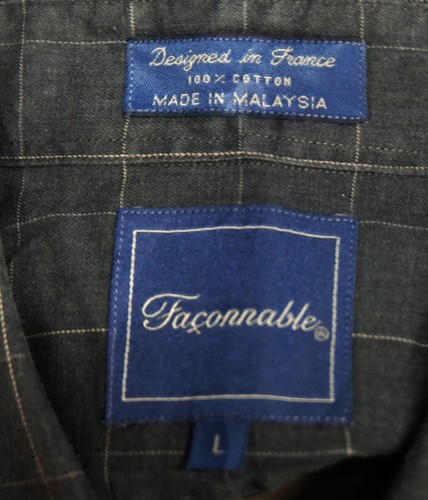 Designed in France
100% COTTON
MADE IN MALAYSIA
Façonnable®
L